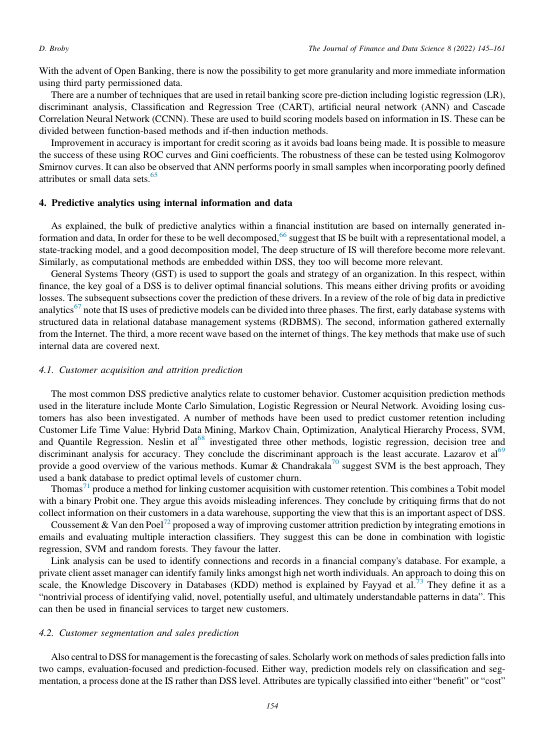 D. Broby
The Journal of Finance and Data Science 8 (2022) 145–161
With the advent of Open Banking, there is now the possibility to get more granularity and more immediate information
using third party permissioned data.
There are a number of techniques that are used in retail banking score pre-diction including logistic regression (LR),
discriminant analysis, Classification and Regression Tree (CART), artificial neural network (ANN) and Cascade
Correlation Neural Network (CCNN). These are used to build scoring models based on information in IS. These can be
divided between function-based methods and if-then induction methods.
Improvement in accuracy is important for credit scoring as it avoids bad loans being made. It is possible to measure
the success of these using ROC curves and Gini coefficients. The robustness of these can be tested using Kolmogorov
Smirnov curves. It can also be observed that ANN performs poorly in small samples when incorporating poorly defined
attributes or small data sets.65
4. Predictive analytics using internal information and data
As explained, the bulk of predictive analytics within a financial institution are based on internally generated in-
formation and data, In order for these to be well decomposed,66 suggest that IS be built with a representational model, a
state-tracking model, and a good decomposition model, The deep structure of IS will therefore become more relevant.
Similarly, as computational methods are embedded within DSS, they too will become more relevant.
General Systems Theory (GST) is used to support the goals and strategy of an organization. In this respect, within
finance, the key goal of a DSS is to deliver optimal financial solutions. This means either driving profits or avoiding
losses. The subsequent subsections cover the prediction of these drivers. In a review of the role of big data in predictive
analytics67 note that IS uses of predictive models can be divided into three phases. The first, early database systems with
structured data in relational database management systems (RDBMS). The second, information gathered externally
from the Internet. The third, a more recent wave based on the internet of things. The key methods that make use of such
internal data are covered next.
4.1. Customer acquisition and attrition prediction
The most common DSS predictive analytics relate to customer behavior. Customer acquisition prediction methods
used in the literature include Monte Carlo Simulation, Logistic Regression or Neural Network. Avoiding losing cus-
tomers has also been investigated. A number of methods have been used to predict customer retention including
Customer Life Time Value: Hybrid Data Mining, Markov Chain, Optimization, Analytical Hierarchy Process, SVM,
and Quantile Regression. Neslin et al68 investigated three other methods, logistic regression, decision tree and
discriminant analysis for accuracy. They conclude the discriminant approach is the least accurate. Lazarov et al69
provide a good overview of the various methods. Kumar & Chandrakala70 suggest SVM is the best approach, They
used a bank database to predict optimal levels of customer churn.
Thomas71 produce a method for linking customer acquisition with customer retention. This combines a Tobit model
with a binary Probit one. They argue this avoids misleading inferences. They conclude by critiquing firms that do not
collect information on their customers in a data warehouse, supporting the view that this is an important aspect of DSS.
Coussement & Van den Poel72 proposed a way of improving customer attrition prediction by integrating emotions in
emails and evaluating multiple interaction classifiers. They suggest this can be done in combination with logistic
regression, SVM and random forests. They favour the latter.
Link analysis can be used to identify connections and records in a financial company's database. For example, a
private client asset manager can identify family links amongst high net worth individuals. An approach to doing this on
scale, the Knowledge Discovery in Databases (KDD) method is explained by Fayyad et al.73 They define it as a
“nontrivial process of identifying valid, novel, potentially useful, and ultimately understandable patterns in data”. This
can then be used in financial services to target new customers.
4.2. Customer segmentation and sales prediction
Also central to DSS for management is the forecasting of sales. Scholarly work on methods of sales prediction falls into
two camps, evaluation-focused and prediction-focused. Either way, prediction models rely on classification and seg-
mentation, a process done at the IS rather than DSS level. Attributes are typically classified into either “benefit” or “cost”
154